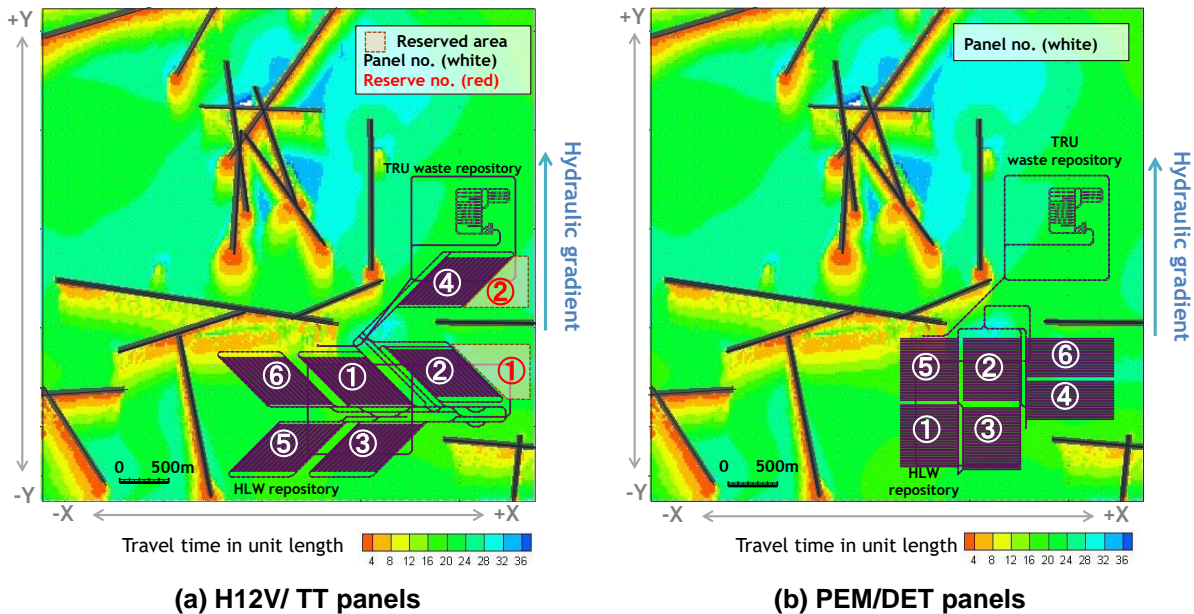 +Y
Reserved area
Panel no. (white)
Reserve no. (red)
TRU waste repository
Hydraulic gradient
④
②
⑥
①
②
①
⑤
③
0 500m
HLW repository
-Y
-X
+X
Travel time in unit length
4 8 12 16 20 24 28 32 36
(a) H12V/ TT panels
+Y
Panel no. (white)
TRU
waste repository
Hydraulic gradient
⑤
②
⑥
④
①
③
0 500m
HLW
repository
-Y
-X
+X
Travel time in unit length
4 8 12 16 20 24 28 32 36
(b) PEM/DET panels